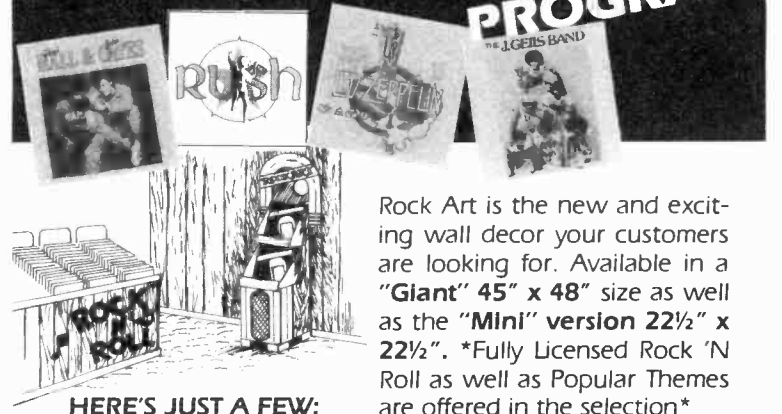 PROGRA
HALL & OATES
RUSH
LED ZEPPELIN
THE J. GEILS BAND
ROCK
N
ROLL
Rock Art is the new and excit-
ing wall decor your customers
are looking for. Available in a
"Giant" 45" x 48" size as well
as the "Mini" version 22½" x
22½". *Fully Licensed Rock 'N
Roll as well as Popular Themes
are offered in the selection*
HERE'S JUST A FEW: